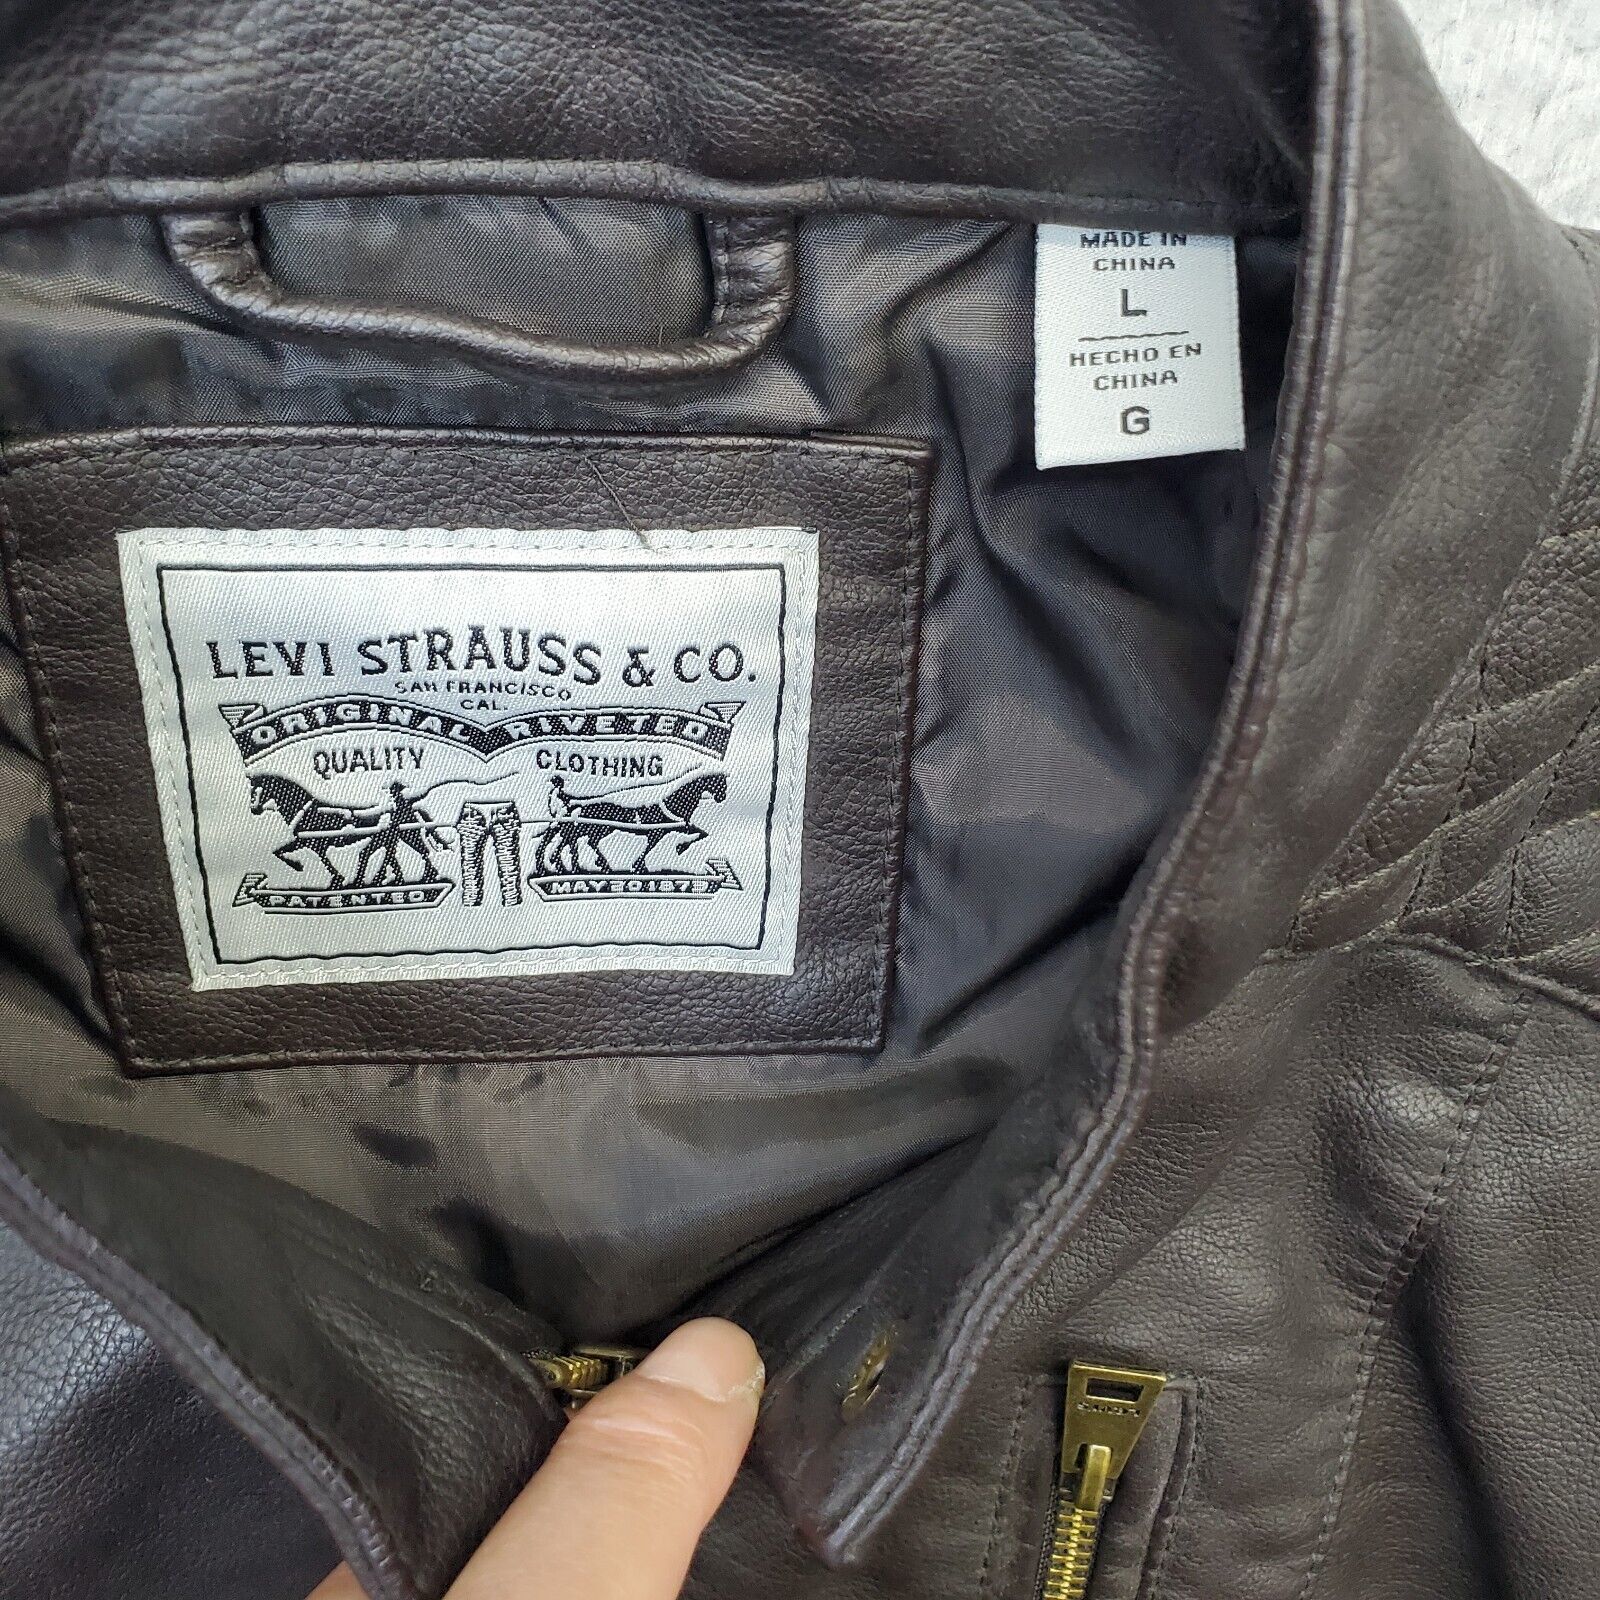 MADE IN
CHINA
L
HECHO EN
CHINA
G
LEVI STRAUSS & CO.
SAN FRANCISCO
CAL.
ORIGINAL RIVETED
QUALITY CLOTHING
PATENTED MAY 20 1873
LEVI'S